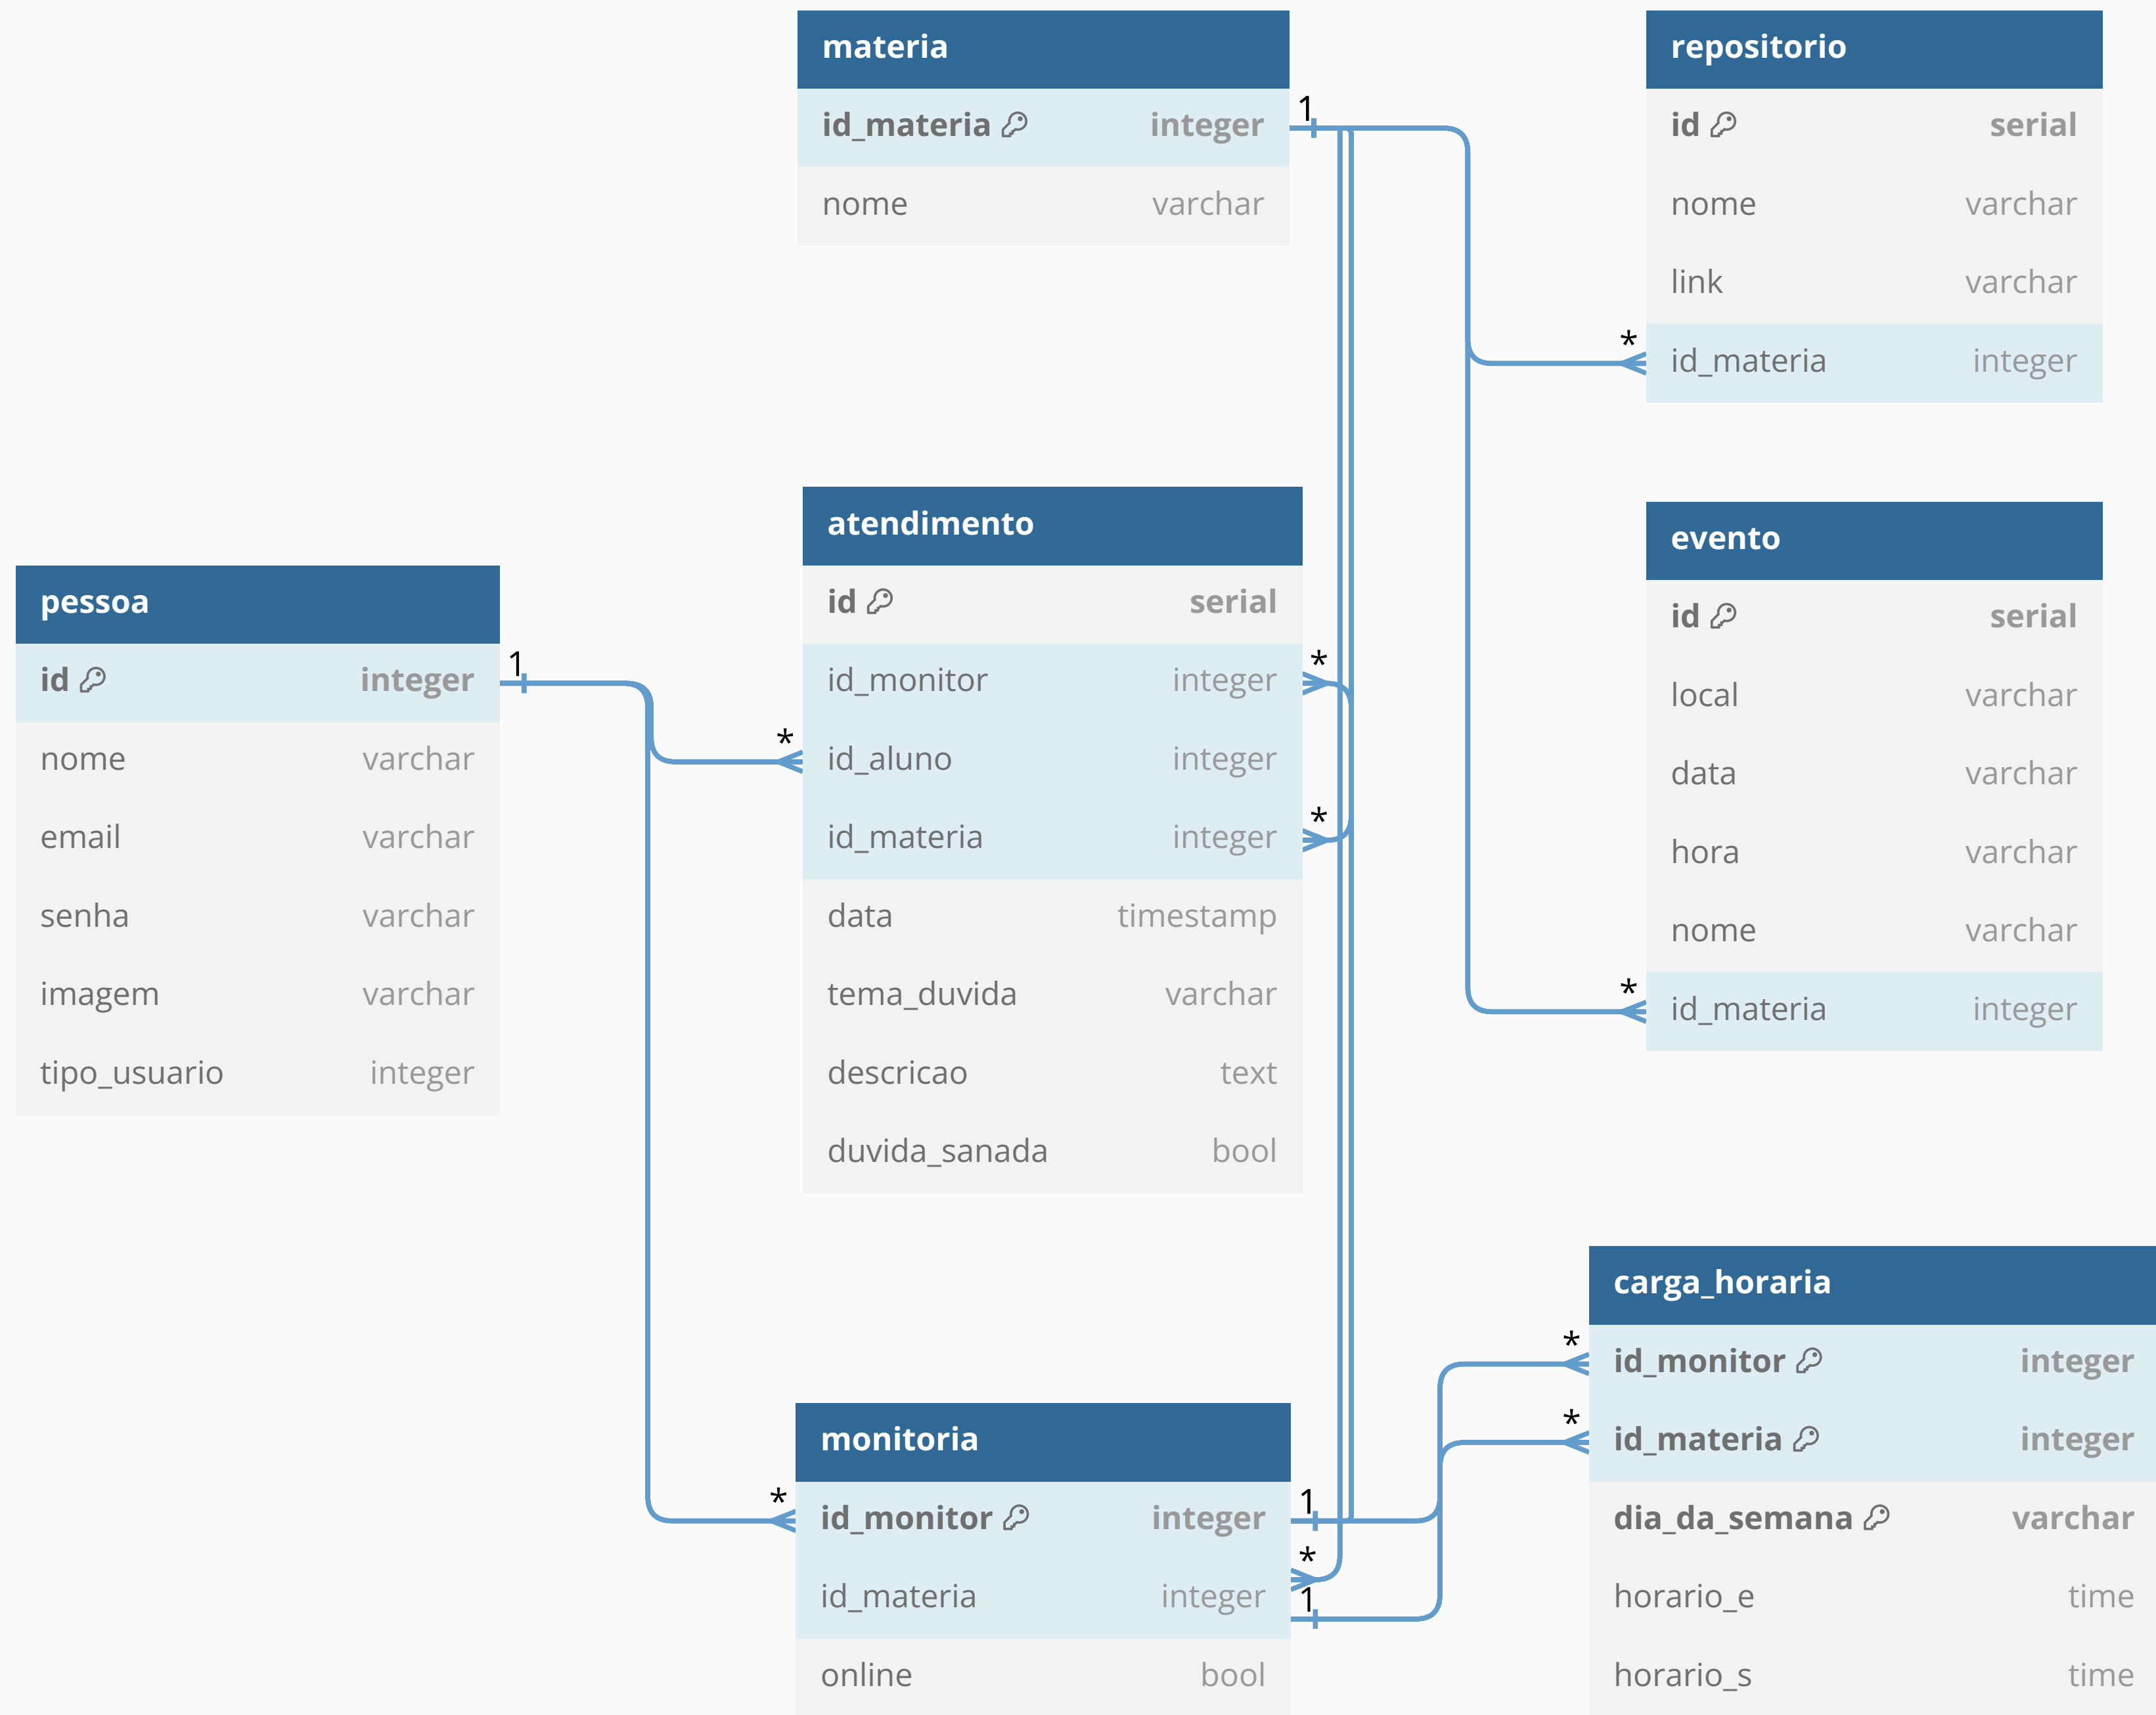 materia
id_materia integer
nome varchar
repositorio
id serial
nome varchar
link varchar
id_materia integer
atendimento
id serial
id_monitor integer
id_aluno integer
id_materia integer
data timestamp
tema_duvida varchar
descricao text
duvida_sanada bool
evento
id serial
local varchar
data varchar
hora varchar
nome varchar
id_materia integer
pessoa
id integer
nome varchar
email varchar
senha varchar
imagem varchar
tipo_usuario integer
carga_horaria
id_monitor integer
id_materia integer
dia_da_semana varchar
horario_e time
horario_s time
monitoria
id_monitor integer
id_materia integer
online bool
1
*
*
1
*
*
*
*
*
*
*
1
*
1